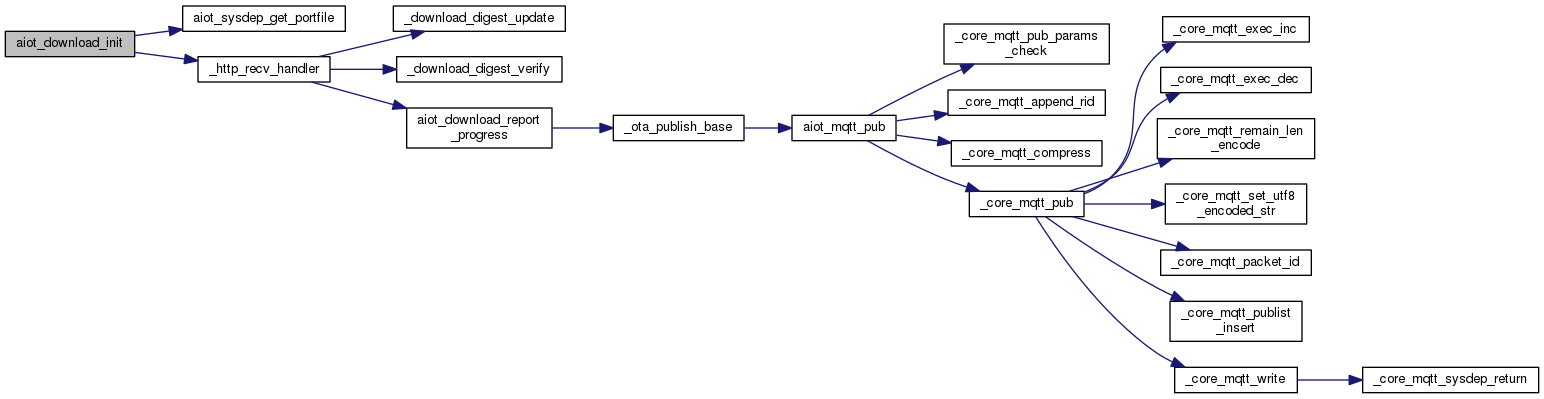 aiot_download_init
aiot_sysdep_get_portfile
_http_recv_handler
_download_digest_update
_download_digest_verify
aiot_download_report
_progress
_ota_publish_base
aiot_mqtt_pub
_core_mqtt_pub_params
_check
_core_mqtt_append_rid
_core_mqtt_compress
_core_mqtt_pub
_core_mqtt_exec_inc
_core_mqtt_exec_dec
_core_mqtt_remain_len
_encode
_core_mqtt_set_utf8
_encoded_str
_core_mqtt_packet_id
_core_mqtt_publist
_insert
_core_mqtt_write
_core_mqtt_sysdep_return